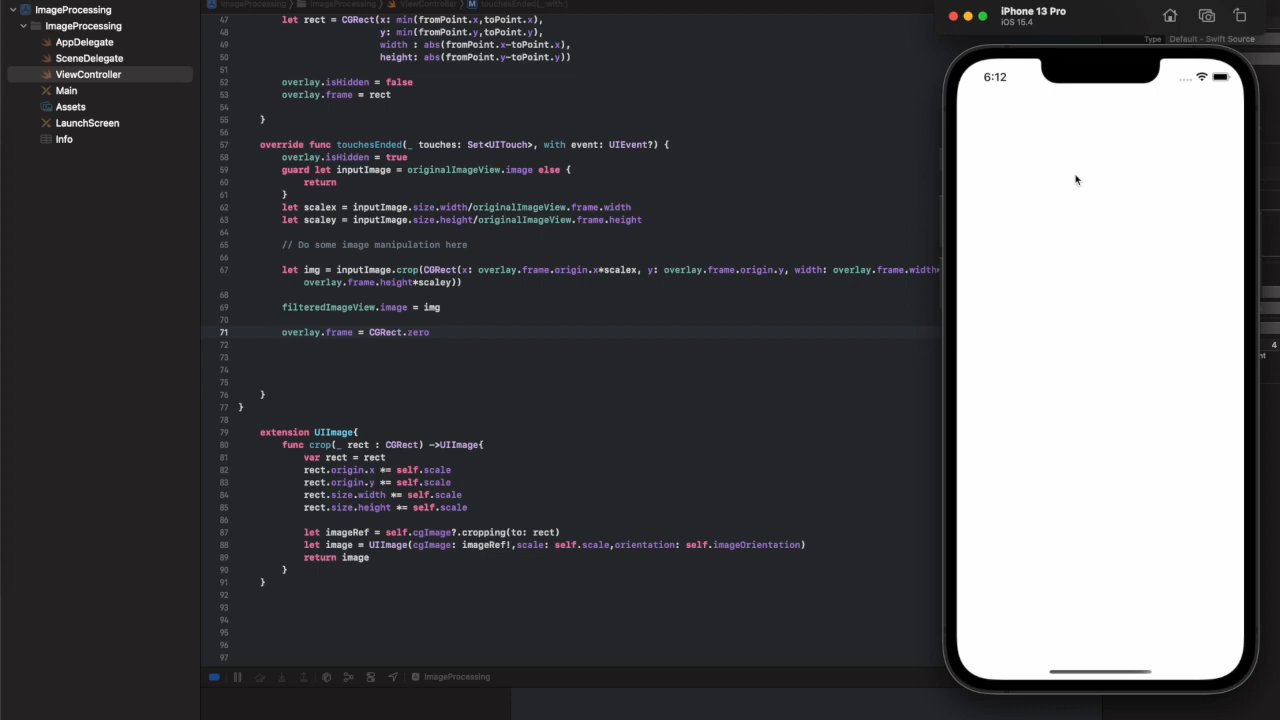 ImageProcessing
ImageProcessing
AppDelegate
SceneDelegate
ViewController
Main
Assets
LaunchScreen
Info
ImageProcessing ImageProcessing ViewController M touchesEnded(_:with:)
47 let rect = CGRect(x: min(fromPoint.x,toPoint.x),
48 y: min(fromPoint.y,toPoint.y),
49 width : abs(fromPoint.x-toPoint.x),
50 height: abs(fromPoint.y-toPoint.y))
51
52 overlay.isHidden = false
53 overlay.frame = rect
54
55 }
56
57 override func touchesEnded(_ touches: Set<UITouch>, with event: UIEvent?) {
58 overlay.isHidden = true
59 guard let inputImage = originalImageView.image else {
60 return
61 }
62 let scalex = inputImage.size.width/originalImageView.frame.width
63 let scaley = inputImage.size.height/originalImageView.frame.height
64
65 // Do some image manipulation here
66
67 let img = inputImage.crop(CGRect(x: overlay.frame.origin.x*scalex, y: overlay.frame.origin.y, width: overlay.frame.width*
overlay.frame.height*scaley))
68
69 filteredImageView.image = img
70
71 overlay.frame = CGRect.zero
72
73
74
75
76 }
77 }
78
79 extension UIImage{
80 func crop(_ rect : CGRect) ->UIImage{
81 var rect = rect
82 rect.origin.x *= self.scale
83 rect.origin.y *= self.scale
84 rect.size.width *= self.scale
85 rect.size.height *= self.scale
86
87 let imageRef = self.cgImage?.cropping(to: rect)
88 let image = UIImage(cgImage: imageRef!,scale: self.scale,orientation: self.imageOrientation)
89 return image
90 }
91 }
92
93
94
95
96
97
ImageProcessing
iPhone 13 Pro
iOS 15.4
Type Default - Swift Source
6:12
4